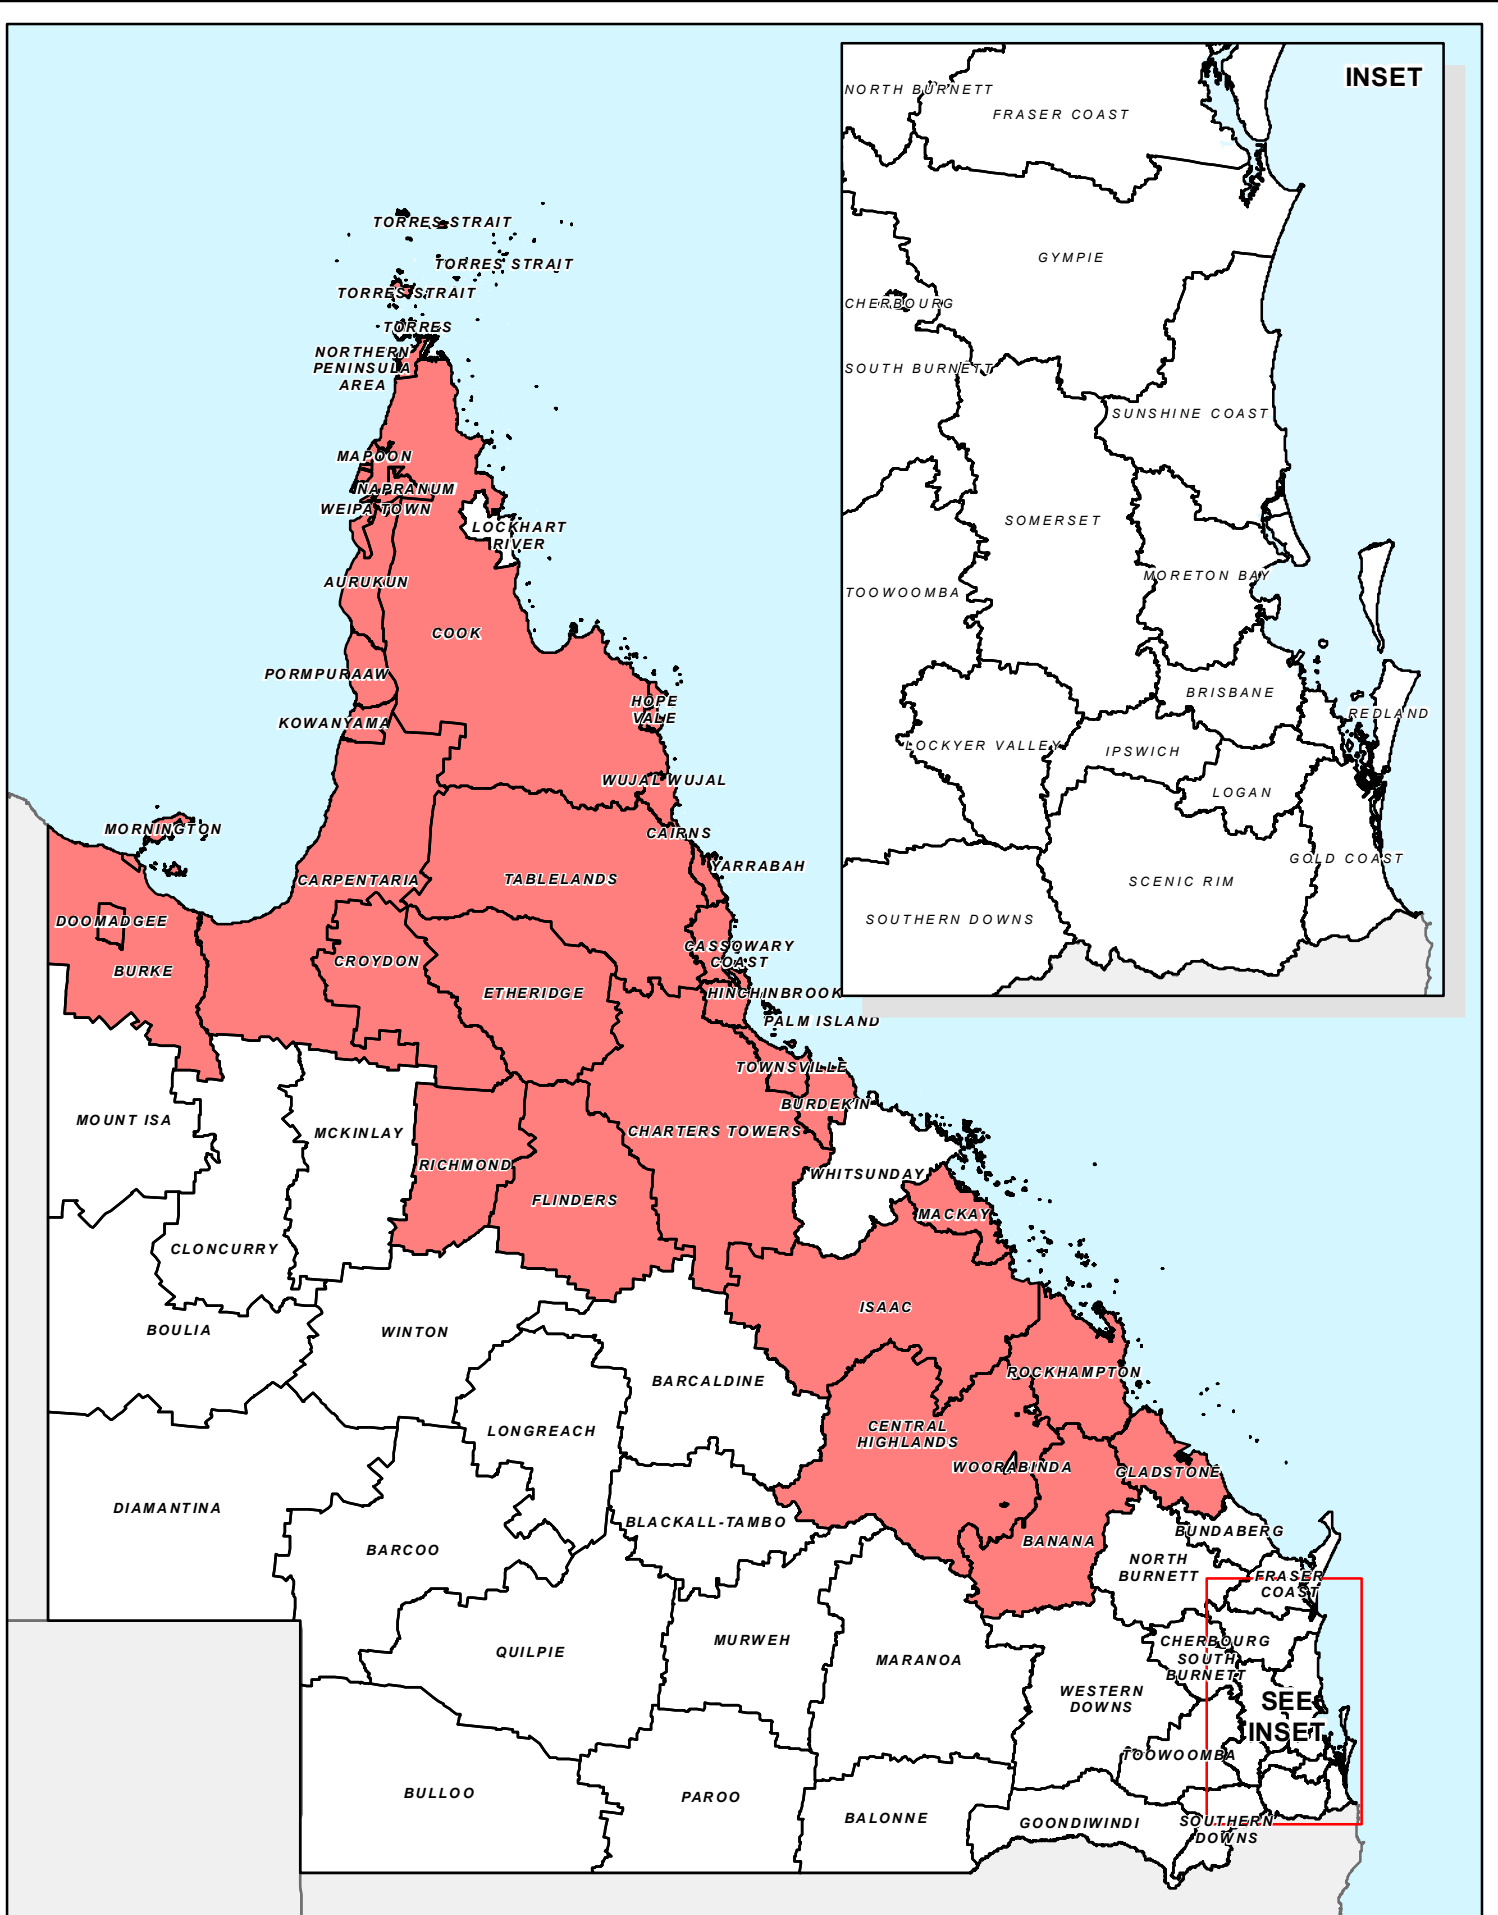 INSET
NORTH BURNETT
FRASER COAST
GYMPIE
CHERBOURG
SOUTH BURNETT
SUNSHINE COAST
SOMERSET
MORETON BAY
TOOWOOMBA
BRISBANE
REDLAND
LOCKYER VALLEY
IPSWICH
LOGAN
GOLD COAST
SCENIC RIM
SOUTHERN DOWNS
TORRES STRAIT
TORRES STRAIT
TORRES STRAIT
TORRES
NORTHERN
PENINSULA
AREA
MAPOON
NAPRANUM
WEIPA TOWN
LOCKHART
RIVER
AURUKUN
COOK
PORMPURAAW
HOPE
VALE
KOWANYAMA
WUJAL WUJAL
MORNINGTON
CAIRNS
YARRABAH
CARPENTARIA
TABLELANDS
DOOMADGEE
CASSOWARY
COAST
BURKE
CROYDON
ETHERIDGE
HINCHINBROOK
PALM ISLAND
TOWNSVILLE
BURDEKIN
MOUNT ISA
MCKINLAY
CHARTERS TOWERS
RICHMOND
WHITSUNDAY
FLINDERS
MACKAY
CLONCURRY
ISAAC
BOULIA
WINTON
ROCKHAMPTON
BARCALDINE
LONGREACH
CENTRAL
HIGHLANDS
WOORABINDA
GLADSTONE
DIAMANTINA
BLACKALL-TAMBO
BUNDABERG
BARCOO
BANANA
NORTH
BURNETT
FRASER
COAST
QUILPIE
MURWEH
MARANOA
CHERBOURG
SOUTH
BURNETT
WESTERN
DOWNS
SEE
INSET
TOOWOOMBA
BULLOO
PAROO
BALONNE
GOONDIWINDI
SOUTHERN
DOWNS